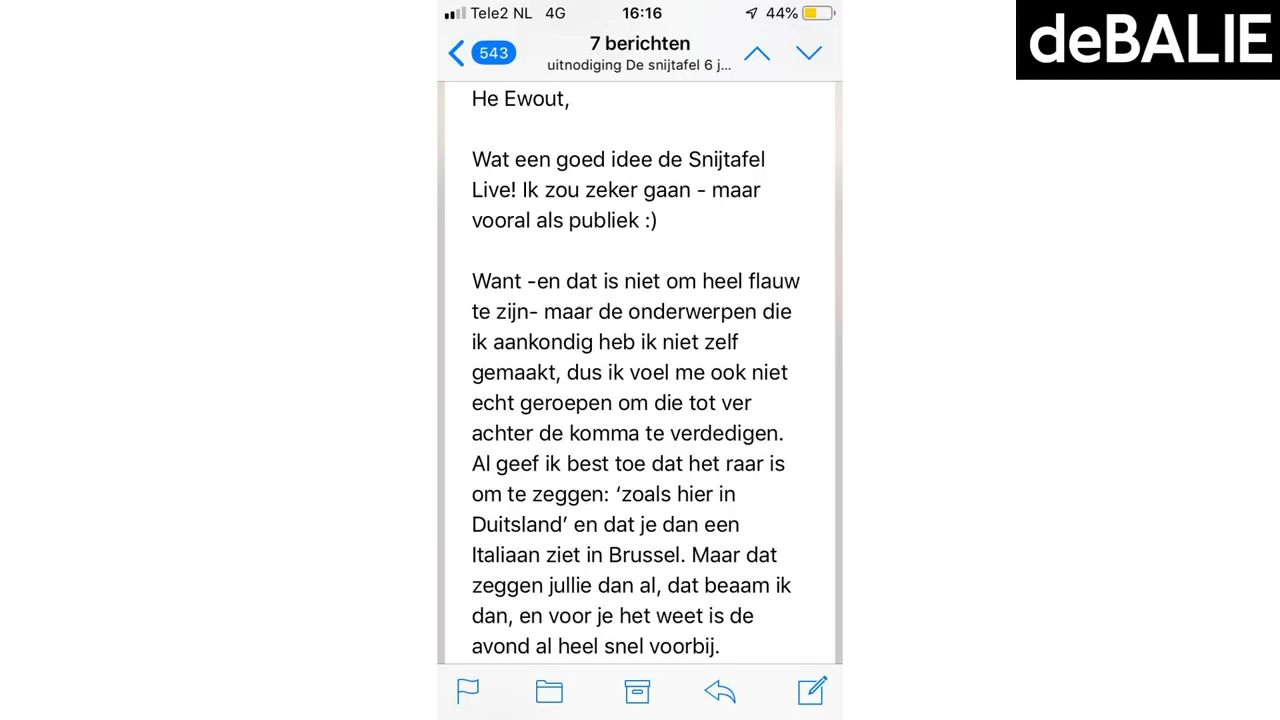 Tele2 NL 4G 16:16 44%
deBALIE
543 7 berichten
uitnodiging De snijtafel 6 j...
He Ewout,
Wat een goed idee de Snijtafel
Live! Ik zou zeker gaan - maar
vooral als publiek :)
Want -en dat is niet om heel flauw
te zijn- maar de onderwerpen die
ik aankondig heb ik niet zelf
gemaakt, dus ik voel me ook niet
echt geroepen om die tot ver
achter de komma te verdedigen.
Al geef ik best toe dat het raar is
om te zeggen: ‘zoals hier in
Duitsland’ en dat je dan een
Italiaan ziet in Brussel. Maar dat
zeggen jullie dan al, dat beaam ik
dan, en voor je het weet is de
avond al heel snel voorbij.